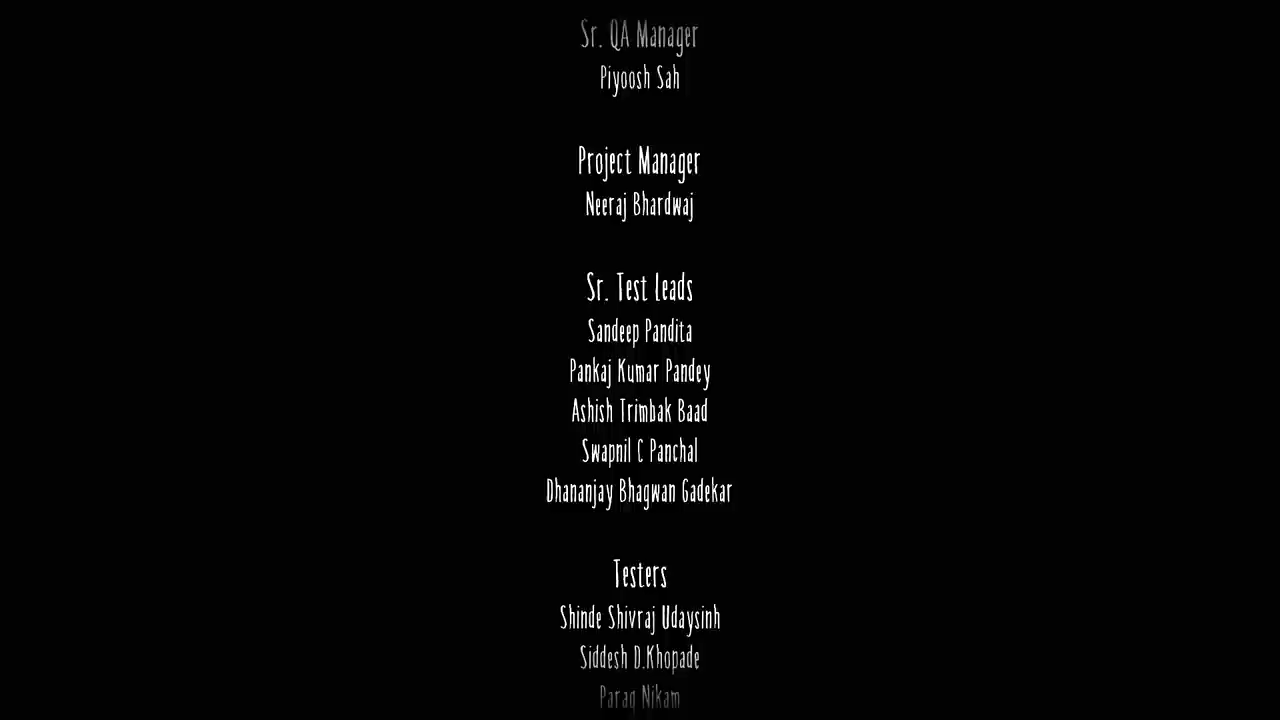 Sr. QA Manager
Piyoosh Sah
Project Manager
Neeraj Bhardwaj
Sr. Test Leads
Sandeep Pandita
Pankaj Kumar Pandey
Ashish Trimbak Baad
Swapnil C Panchal
Dhananjay Bhagwan Gadekar
Testers
Shinde Shivraj Udaysinh
Siddesh D.Khopade
Parag Nikam